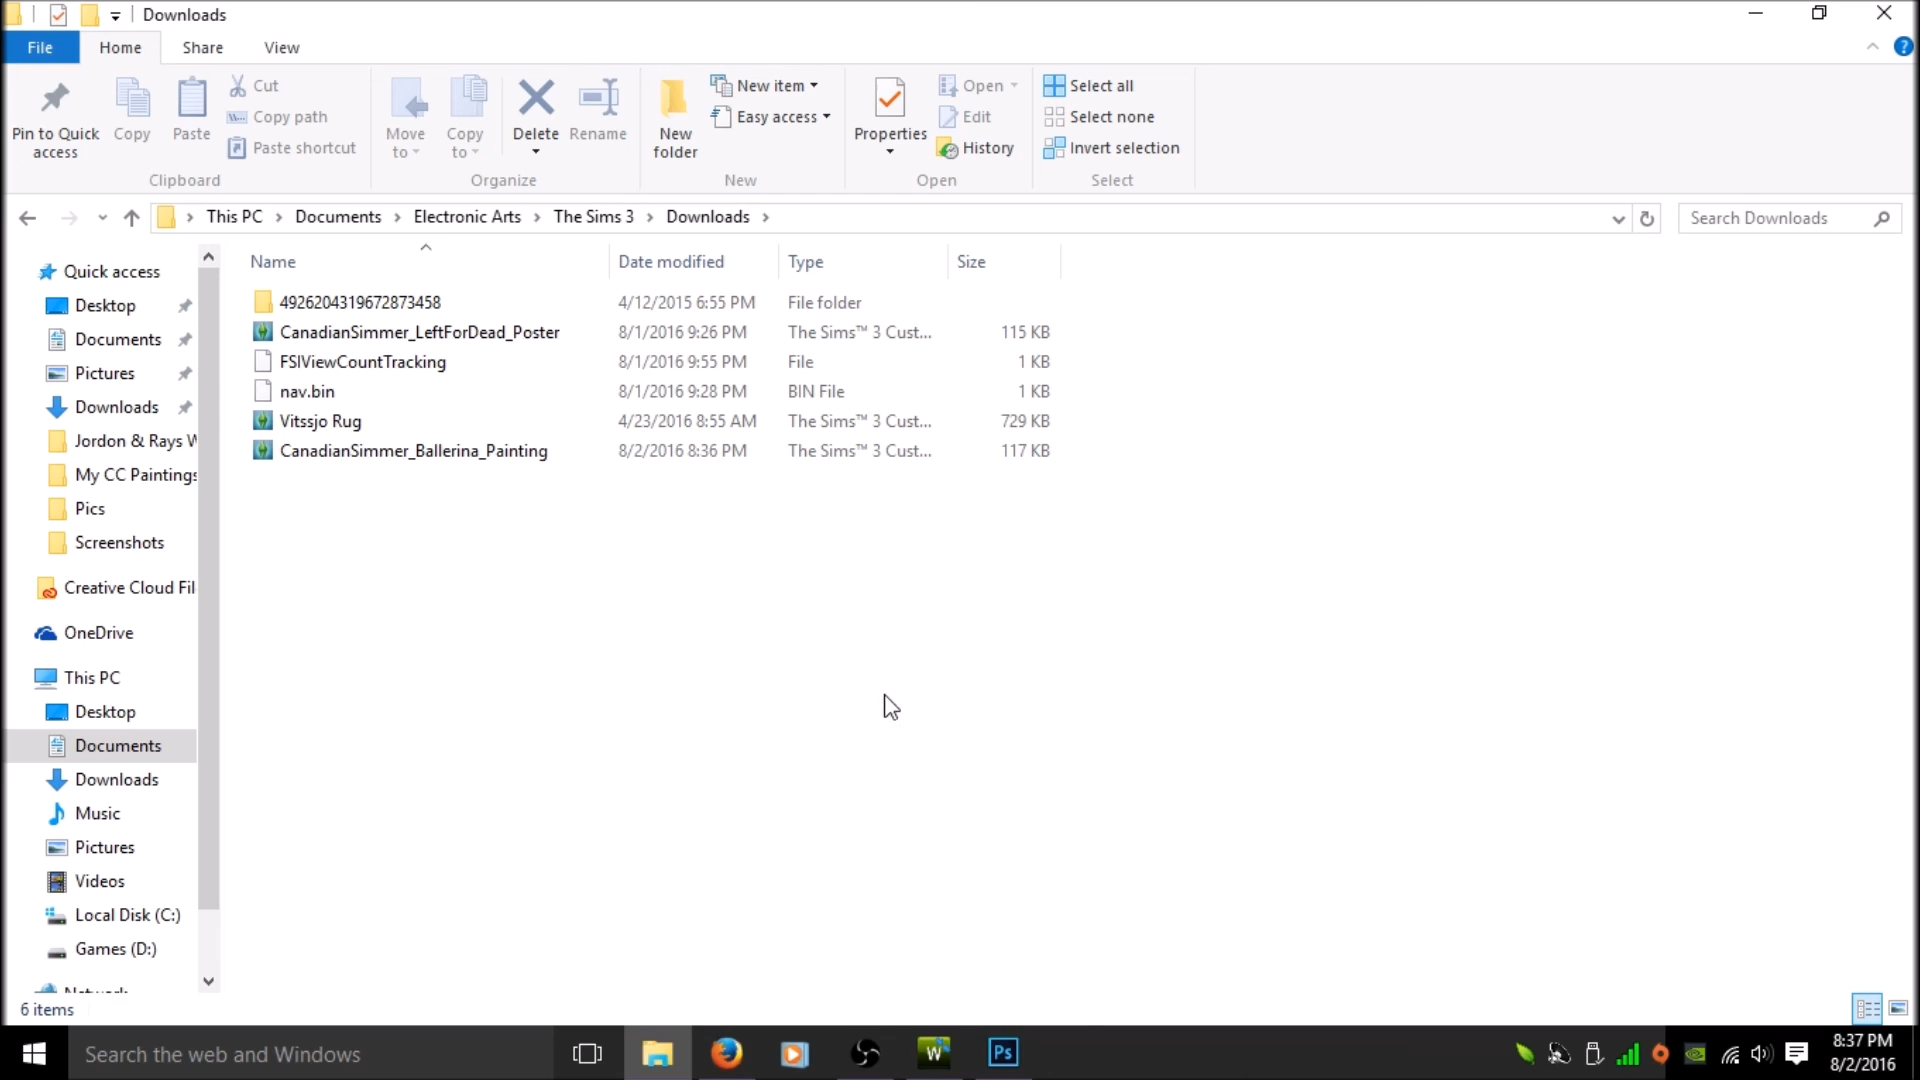 Downloads
File Home Share View
Pin to Quick access
Copy
Paste
Cut
Copy path
Paste shortcut
Clipboard
Move to
Copy to
Delete
Rename
Organize
New folder
New item
Easy access
New
Properties
Open
Edit
History
Open
Select all
Select none
Invert selection
Select
This PC > Documents > Electronic Arts > The Sims 3 > Downloads >
Search Downloads
Name Date modified Type Size
4926204319672873458 4/12/2015 6:55 PM File folder
CanadianSimmer_LeftForDead_Poster 8/1/2016 9:26 PM The Sims™ 3 Cust... 115 KB
FSIViewCountTracking 8/1/2016 9:55 PM File 1 KB
nav.bin 8/1/2016 9:28 PM BIN File 1 KB
Vitssjo Rug 4/23/2016 8:55 AM The Sims™ 3 Cust... 729 KB
CanadianSimmer_Ballerina_Painting 8/2/2016 8:36 PM The Sims™ 3 Cust... 117 KB
Quick access
Desktop
Documents
Pictures
Downloads
Jordon & Rays W
My CC Paintings
Pics
Screenshots
Creative Cloud Fil
OneDrive
This PC
Desktop
Documents
Downloads
Music
Pictures
Videos
Local Disk (C:)
Games (D:)
Network
6 items
Search the web and Windows
W
Ps
8:37 PM
8/2/2016